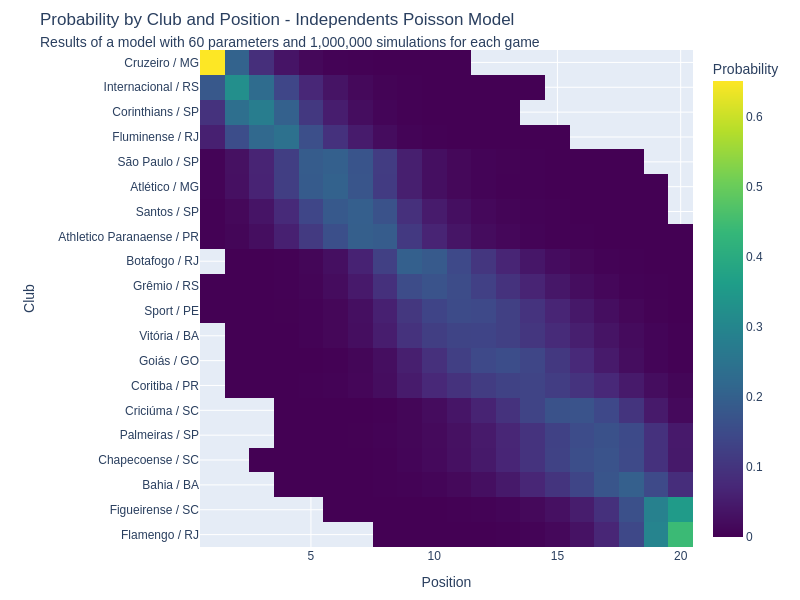 Probability by Club and Position - Independents Poisson Model
Results of a model with 60 parameters and 1,000,000 simulations for each game
Probability
Cruzeiro / MG
Internacional / RS
Corinthians / SP
Fluminense / RJ
São Paulo / SP
Atlético / MG
Santos / SP
Athletico Paranaense / PR
Botafogo / RJ
Grêmio / RS
Sport / PE
Vitória / BA
Goiás / GO
Coritiba / PR
Criciúma / SC
Palmeiras / SP
Chapecoense / SC
Bahia / BA
Figueirense / SC
Flamengo / RJ
Club
5
10
15
20
Position
0.6
0.5
0.4
0.3
0.2
0.1
0